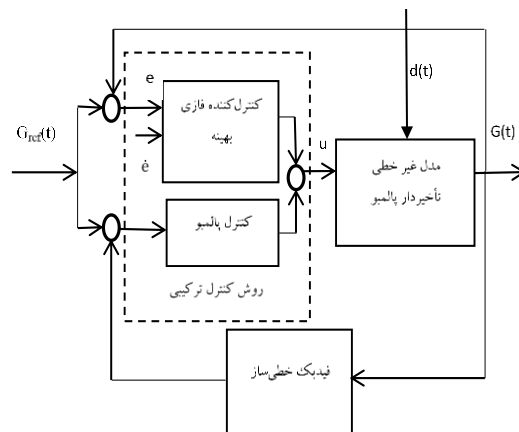 d(t)
e
کنترل‌کننده فازی
بهینه
G_ref(t)
G(t)
u
ė
مدل غیر خطی
تأخیردار پالمبو
کنترل پالمبو
روش کنترل ترکیبی
فیدبک خطی‌ساز